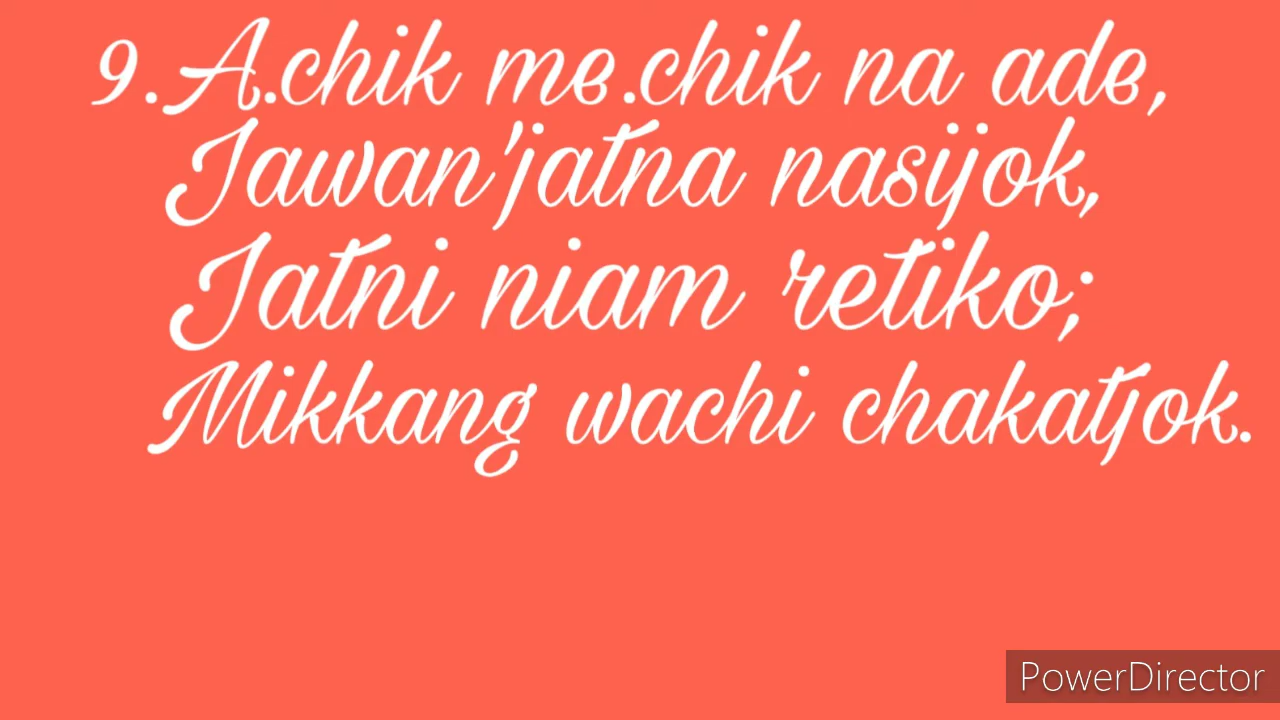 9.A.chik me.chik na ade,
Jawan'jatna nasijok,
Jatni niam retiko;
Mikkang wachi chakatjok.
PowerDirector